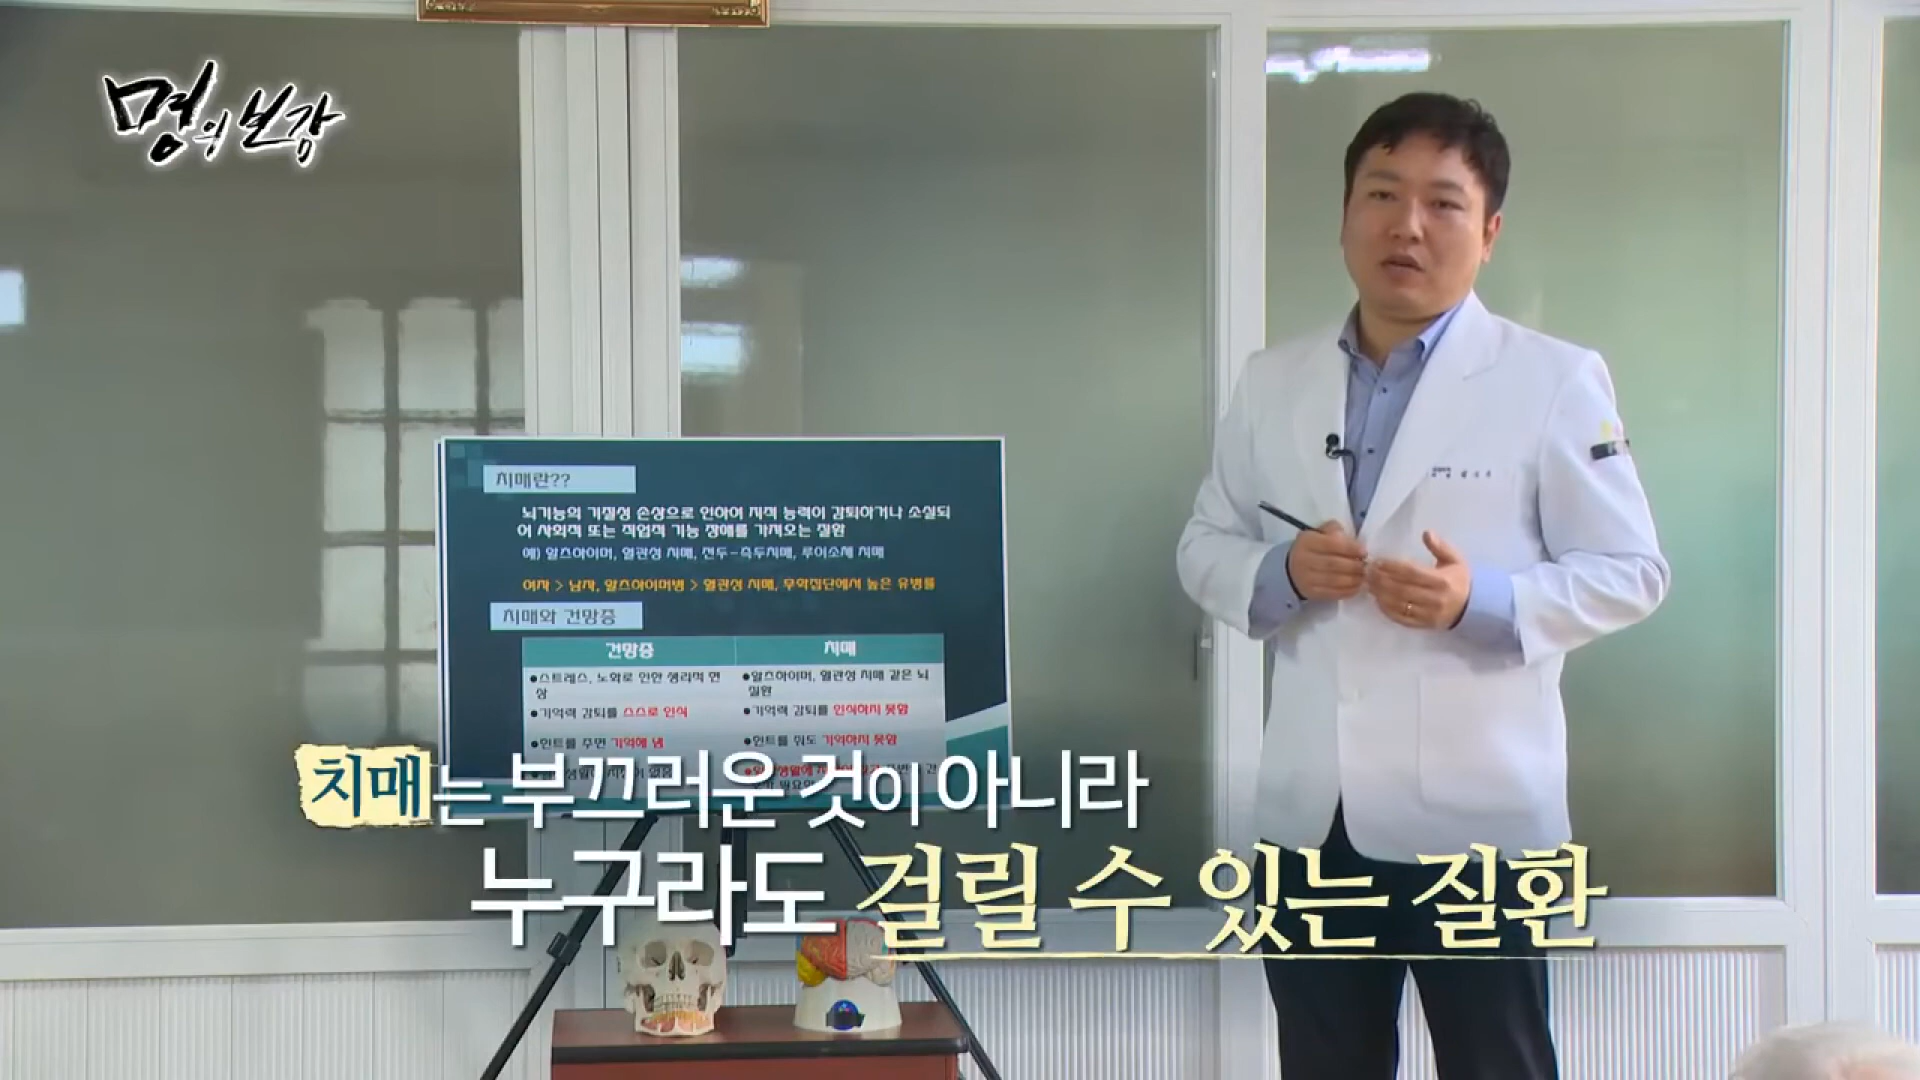 명의보감
치매란??
뇌기능의 기질성 손상으로 인하여 지적 능력이 감퇴하거나 소실되
어 사회적 또는 직업적 기능 장애를 가져오는 질환
예) 알츠하이머, 혈관성 치매, 전두-측두치매, 루이소체 치매
여자 > 남자, 알츠하이머병 > 혈관성 치매, 무학집단에서 높은 유병률
치매와 건망증
건망증 치매
●스트레스, 노화로 인한 생리적 현
상
●알츠하이머, 혈관성 치매 같은 뇌
질환
●기억력 감퇴를 스스로 인식
●기억력 감퇴를 인식하지 못함
●힌트를 주면 기억해 냄
●힌트를 줘도 기억하지 못함
치매는 부끄러운 것이 아니라
누구라도 걸릴 수 있는 질환